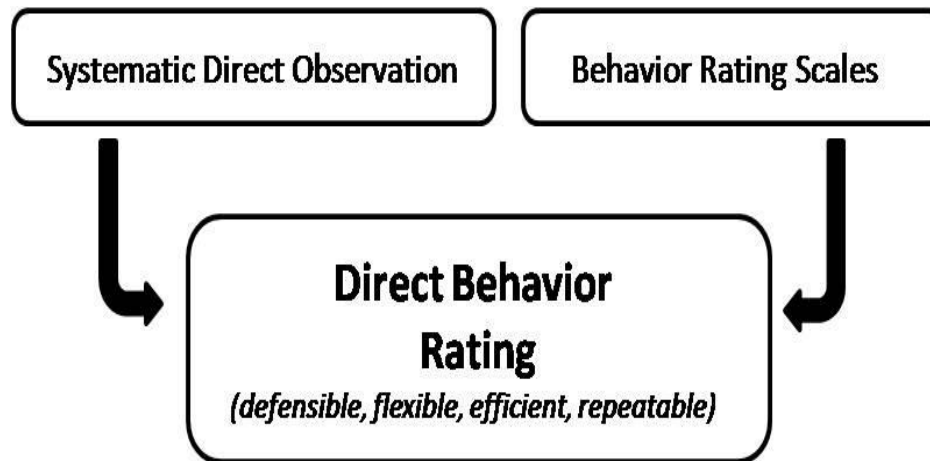 Systematic Direct Observation
Behavior Rating Scales
Direct Behavior
Rating
(defensible, flexible, efficient, repeatable)